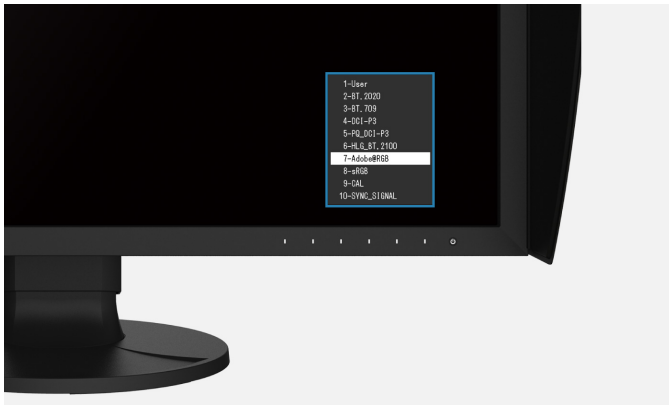 1-User
2-BT.2020
3-BT.709
4-DCI-P3
5-PQ_DCI-P3
6-HLG_BT.2100
7-Adobe®RGB
8-sRGB
9-CAL
10-SYNC_SIGNAL